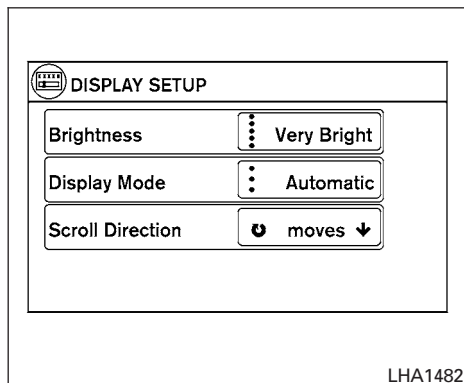 DISPLAY SETUP
Brightness Very Bright
Display Mode Automatic
Scroll Direction moves
LHA1482